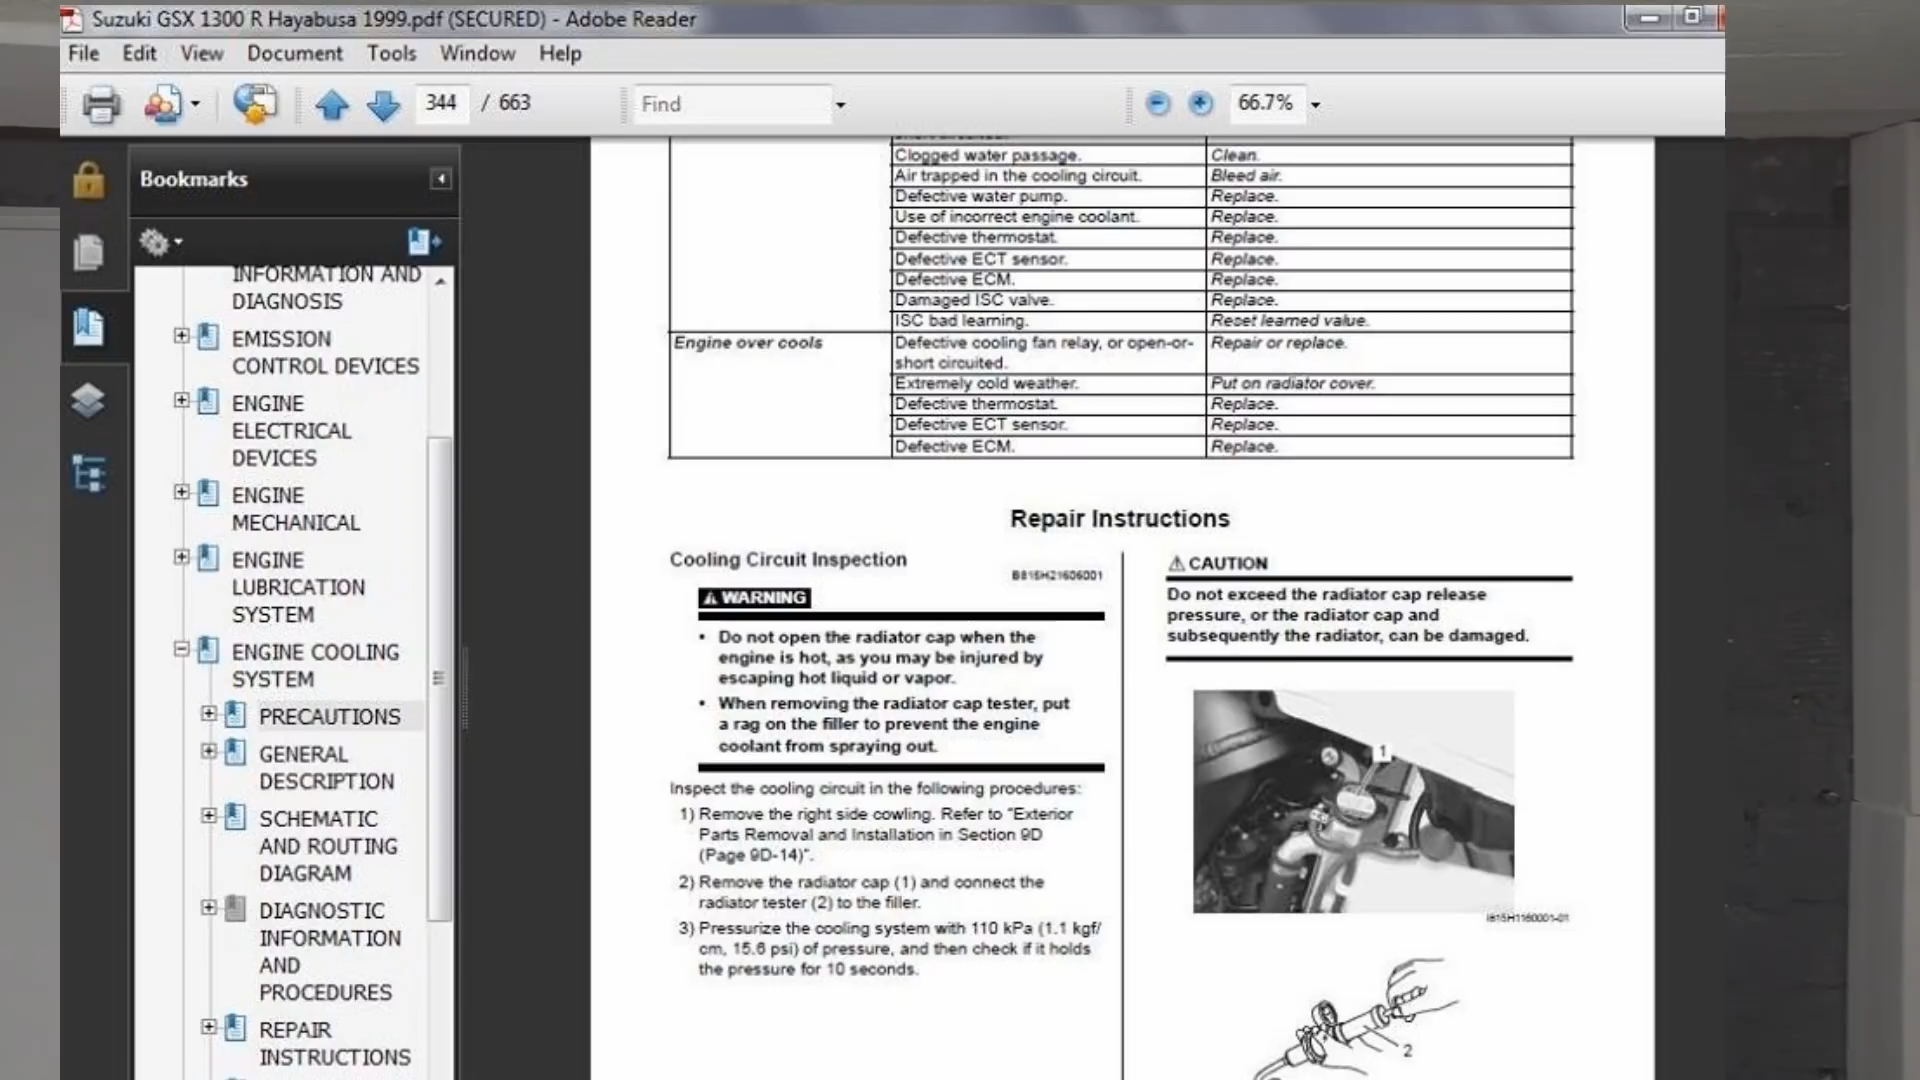 Suzuki GSX 1300 R Hayabusa 1999.pdf (SECURED) - Adobe Reader
File Edit View Document Tools Window Help
344 / 663 Find 66.7%
Bookmarks
INFORMATION AND
DIAGNOSIS
EMISSION
CONTROL DEVICES
ENGINE
ELECTRICAL
DEVICES
ENGINE
MECHANICAL
ENGINE
LUBRICATION
SYSTEM
ENGINE COOLING
SYSTEM
PRECAUTIONS
GENERAL
DESCRIPTION
SCHEMATIC
AND ROUTING
DIAGRAM
DIAGNOSTIC
INFORMATION
AND
PROCEDURES
REPAIR
INSTRUCTIONS
Clogged water passage. Clean.
Air trapped in the cooling circuit. Bleed air.
Defective water pump. Replace.
Use of incorrect engine coolant. Replace.
Defective thermostat. Replace.
Defective ECT sensor. Replace.
Defective ECM. Replace.
Damaged ISC valve. Replace.
ISC bad learning. Reset learned value.
Engine over cools Defective cooling fan relay, or open-or- Repair or replace.
short circuited.
Extremely cold weather. Put on radiator cover.
Defective thermostat. Replace.
Defective ECT sensor. Replace.
Defective ECM. Replace.
Repair Instructions
Cooling Circuit Inspection
B815H21606001
WARNING
• Do not open the radiator cap when the
engine is hot, as you may be injured by
escaping hot liquid or vapor.
• When removing the radiator cap tester, put
a rag on the filler to prevent the engine
coolant from spraying out.
Inspect the cooling circuit in the following procedures:
1) Remove the right side cowling. Refer to “Exterior
Parts Removal and Installation in Section 9D
(Page 9D-14)”.
2) Remove the radiator cap (1) and connect the
radiator tester (2) to the filler.
3) Pressurize the cooling system with 110 kPa (1.1 kgf/
cm, 15.6 psi) of pressure, and then check if it holds
the pressure for 10 seconds.
CAUTION
Do not exceed the radiator cap release
pressure, or the radiator cap and
subsequently the radiator, can be damaged.
1
I815H1160001-01
2